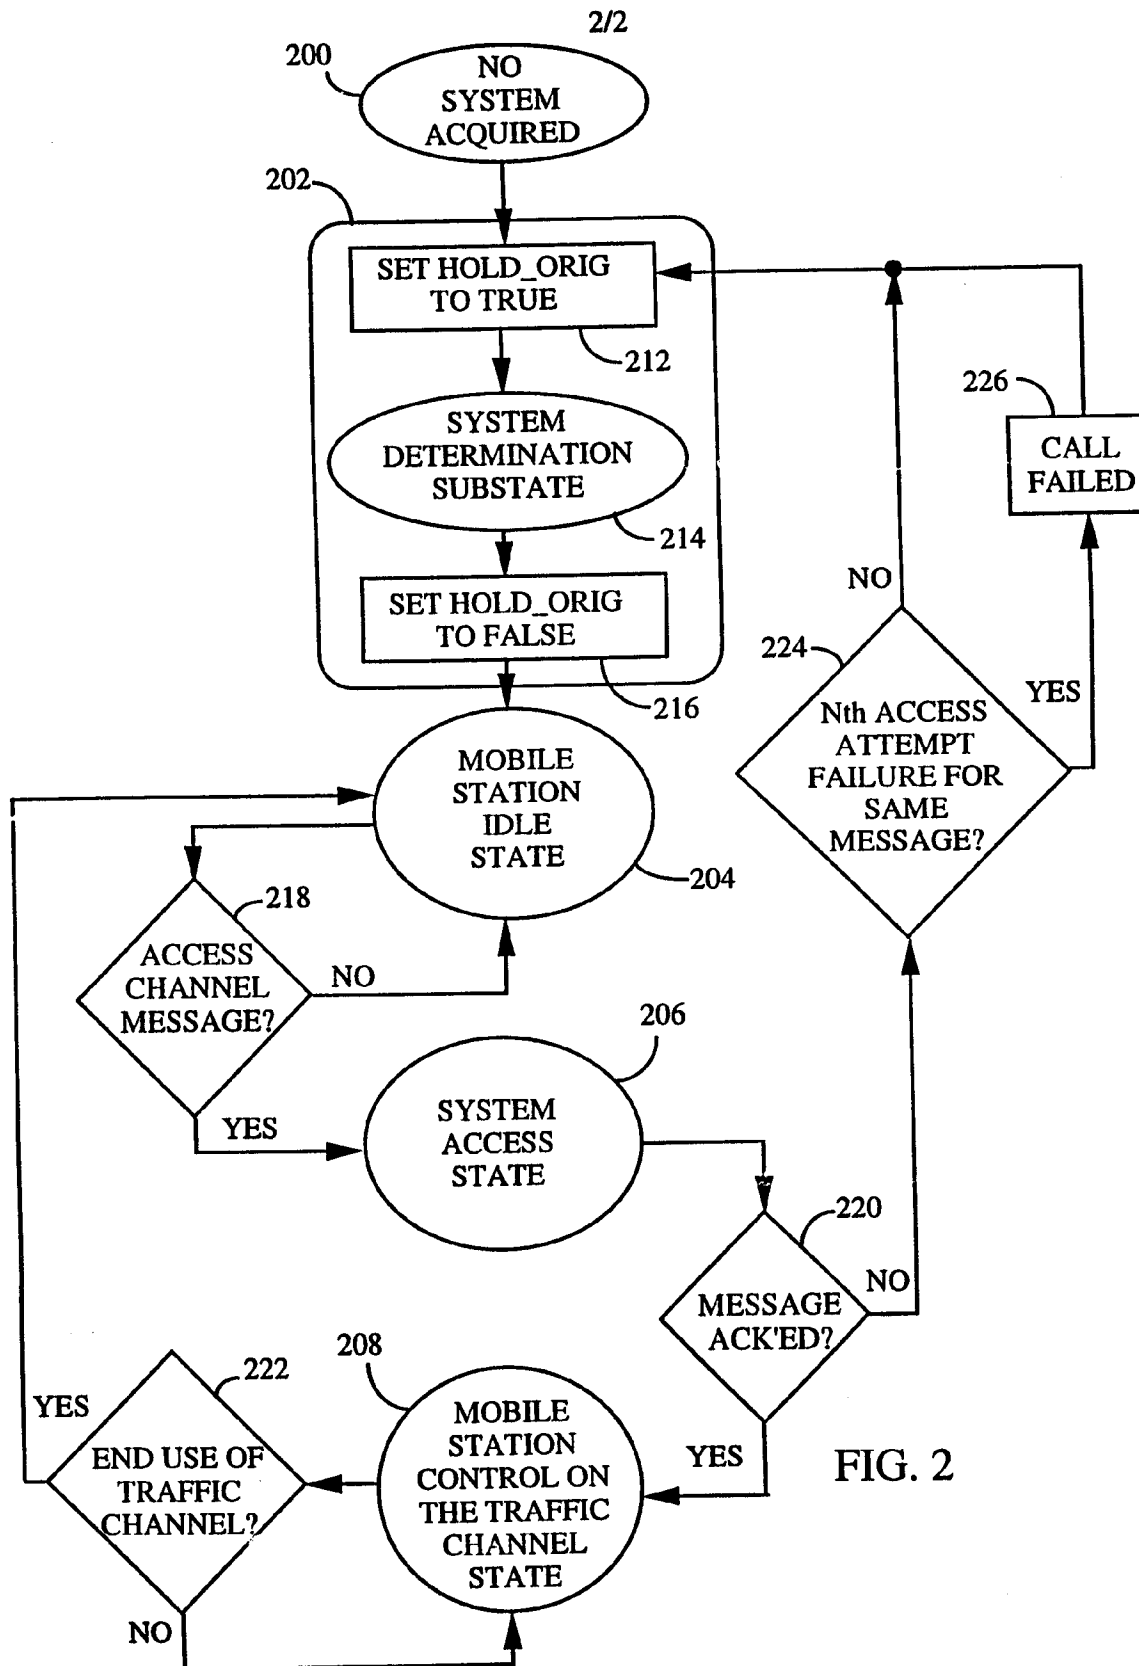 2/2
200
NO
SYSTEM
ACQUIRED
202
SET HOLD_ORIG
TO TRUE
212
SYSTEM
DETERMINATION
SUBSTATE
214
SET HOLD_ORIG
TO FALSE
216
226
CALL
FAILED
NO
224
YES
Nth ACCESS
ATTEMPT
FAILURE FOR
SAME
MESSAGE?
MOBILE
STATION
IDLE
STATE
204
218
ACCESS
CHANNEL
MESSAGE?
NO
YES
206
SYSTEM
ACCESS
STATE
220
MESSAGE
ACK'ED?
NO
YES
208
MOBILE
STATION
CONTROL ON
THE TRAFFIC
CHANNEL
STATE
222
YES
END USE OF
TRAFFIC
CHANNEL?
NO
FIG. 2